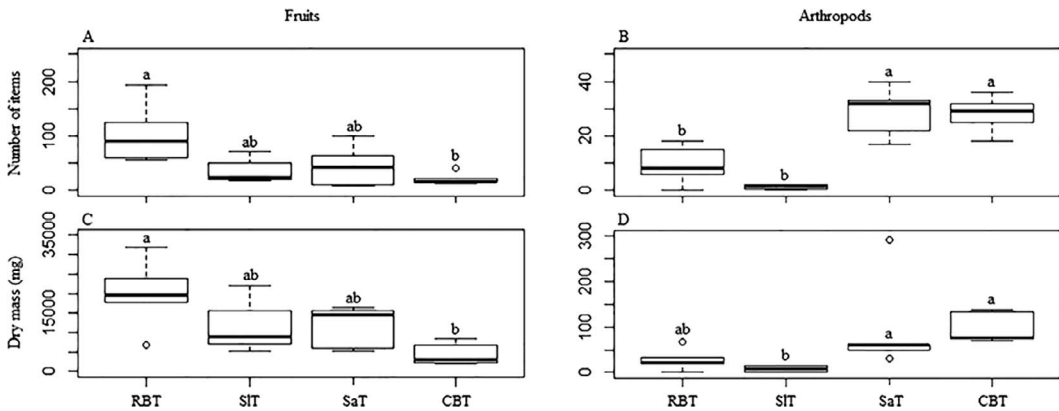 Fruits
Arthropods
A
B
Number of items
200
100
0
a
ab
ab
b
40
20
0
b
b
a
a
C
D
Dry mass (mg)
35000
15000
0
a
ab
ab
b
300
200
100
50
0
ab
b
a
a
RBT SlT SaT CBT
RBT SlT SaT CBT